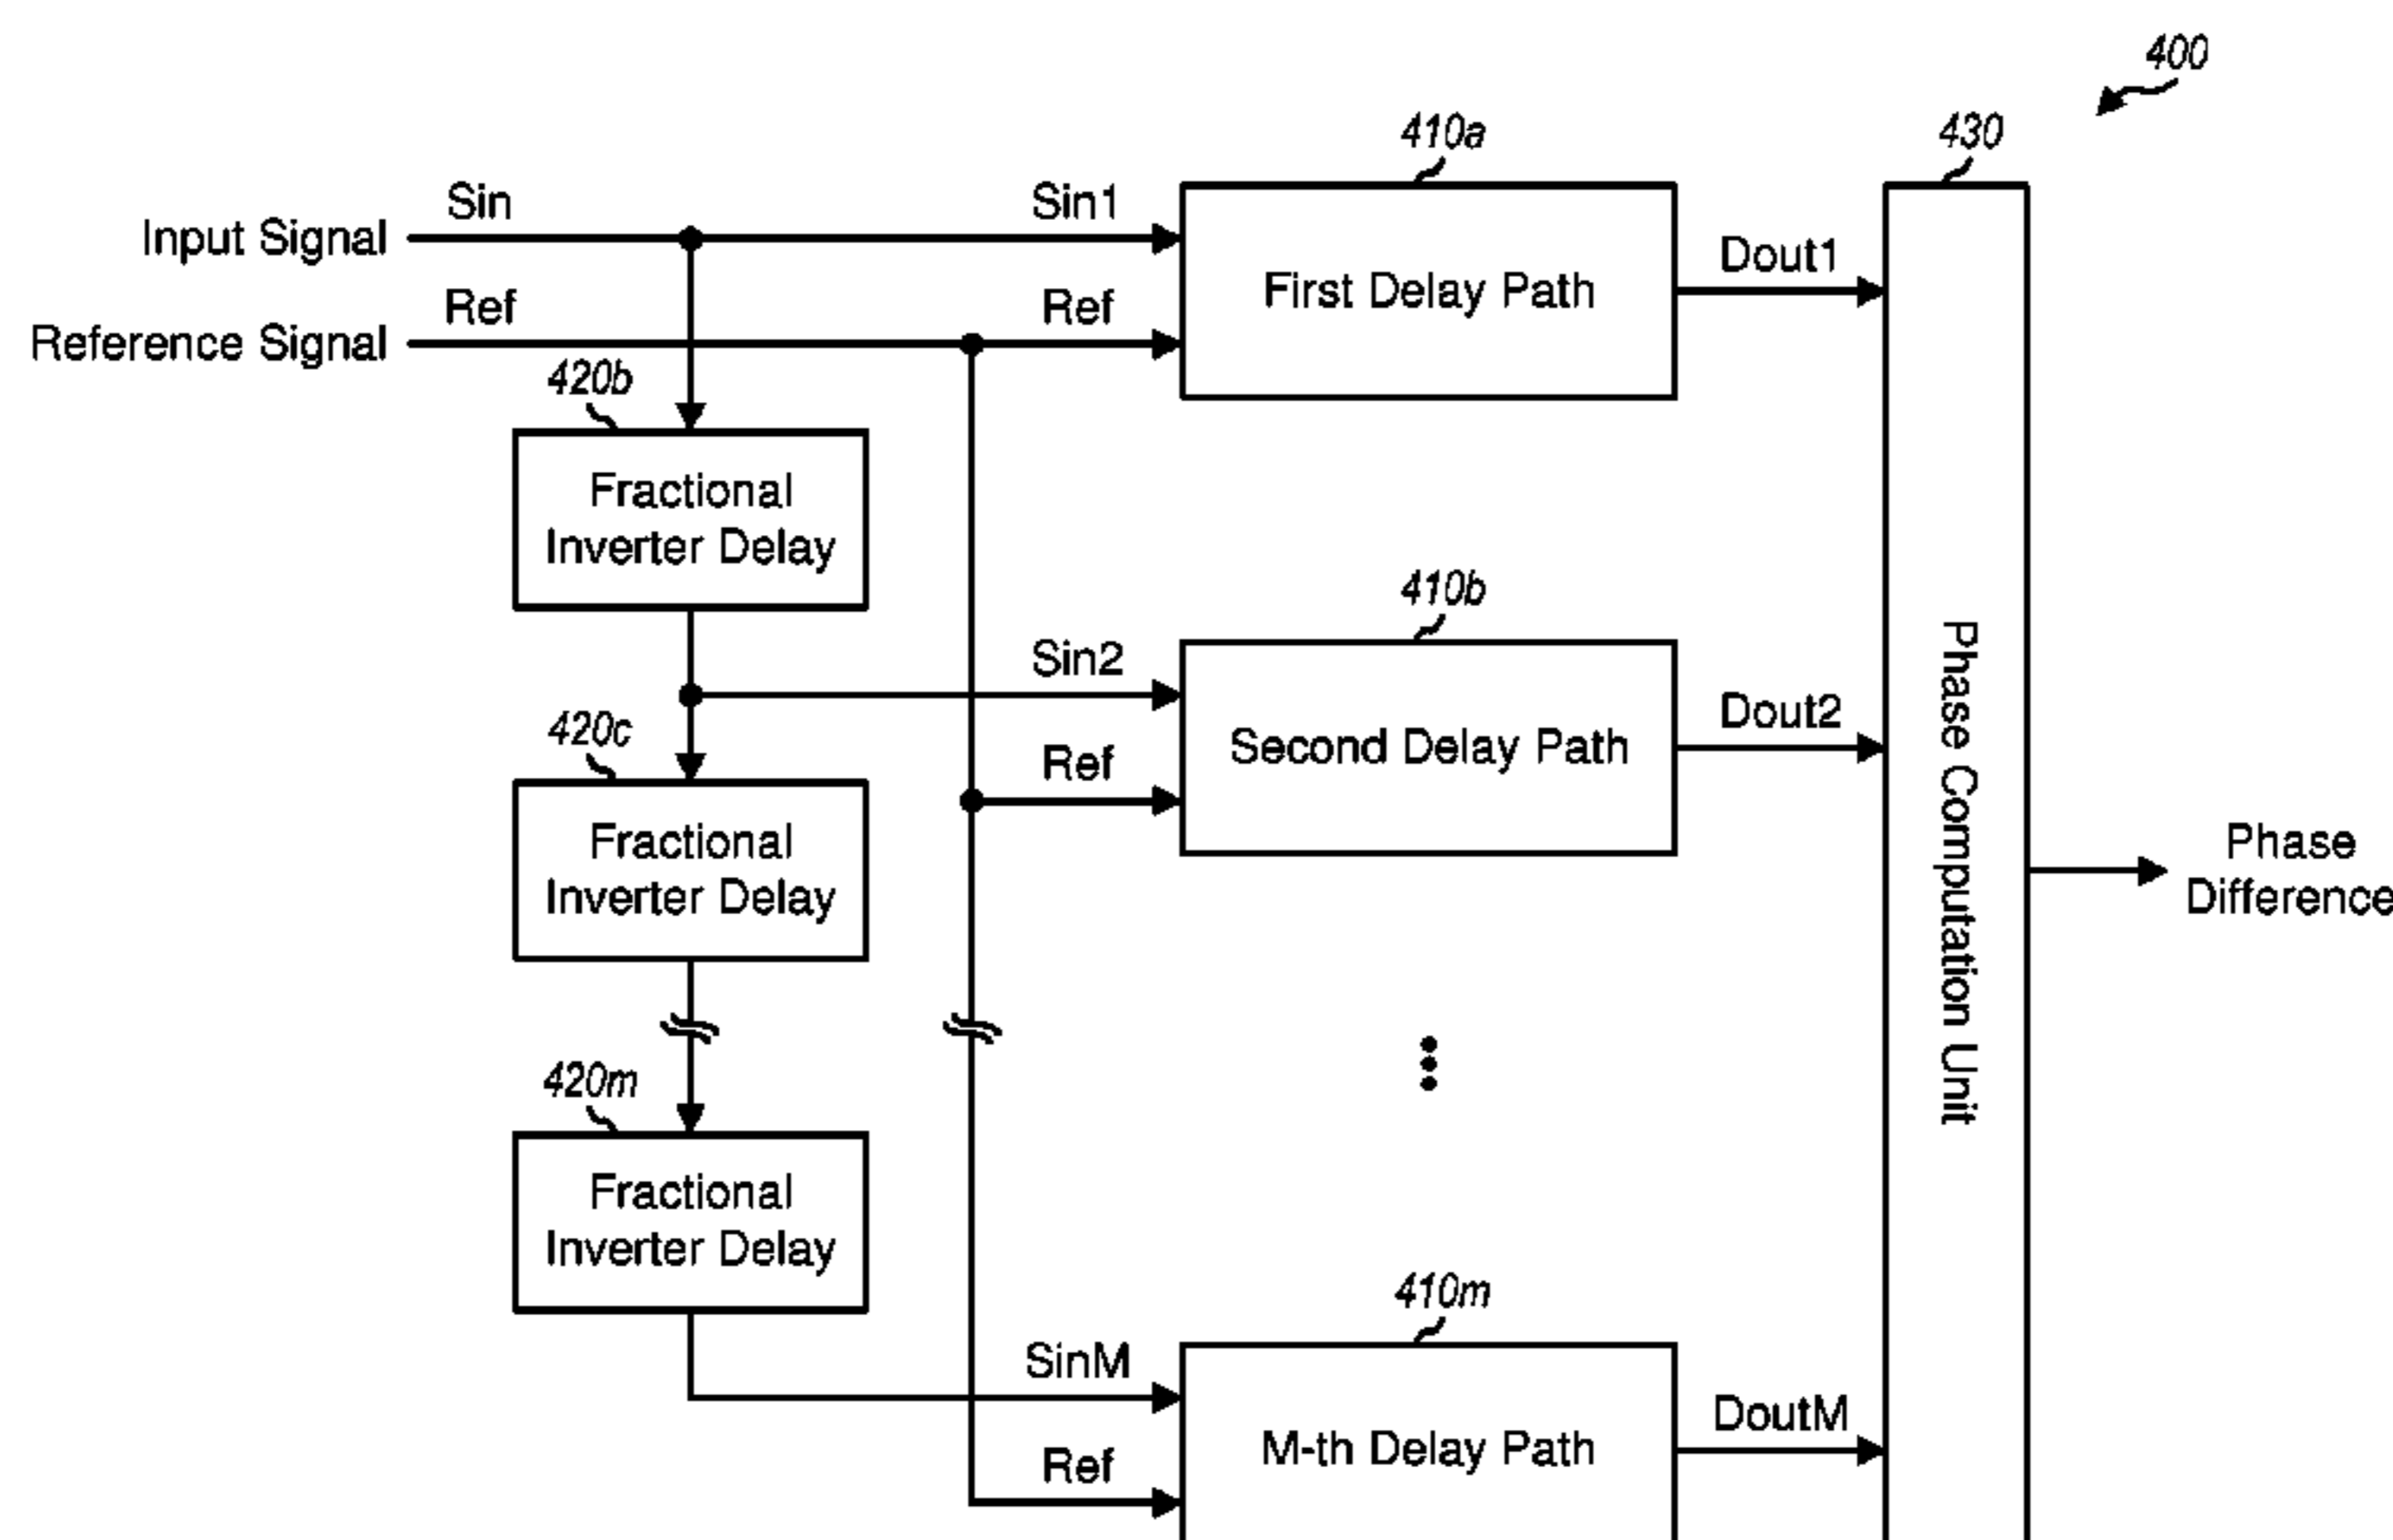 400
410a
430
Sin
Sin1
Input Signal
Dout1
First Delay Path
Ref
Ref
Reference Signal
420b
Fractional
Inverter Delay
410b
Sin2
Dout2
420c
Second Delay Path
Ref
Phase Computation Unit
Fractional
Inverter Delay
Phase
Difference
420m
Fractional
Inverter Delay
410m
SinM
DoutM
M-th Delay Path
Ref